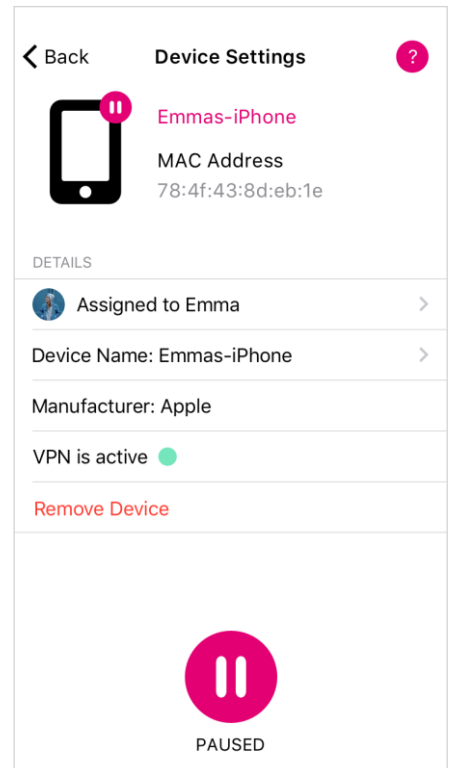 Back
Device Settings
?
Emmas-iPhone
MAC Address
78:4f:43:8d:eb:1e
DETAILS
Assigned to Emma
Device Name: Emmas-iPhone
Manufacturer: Apple
VPN is active
Remove Device
PAUSED